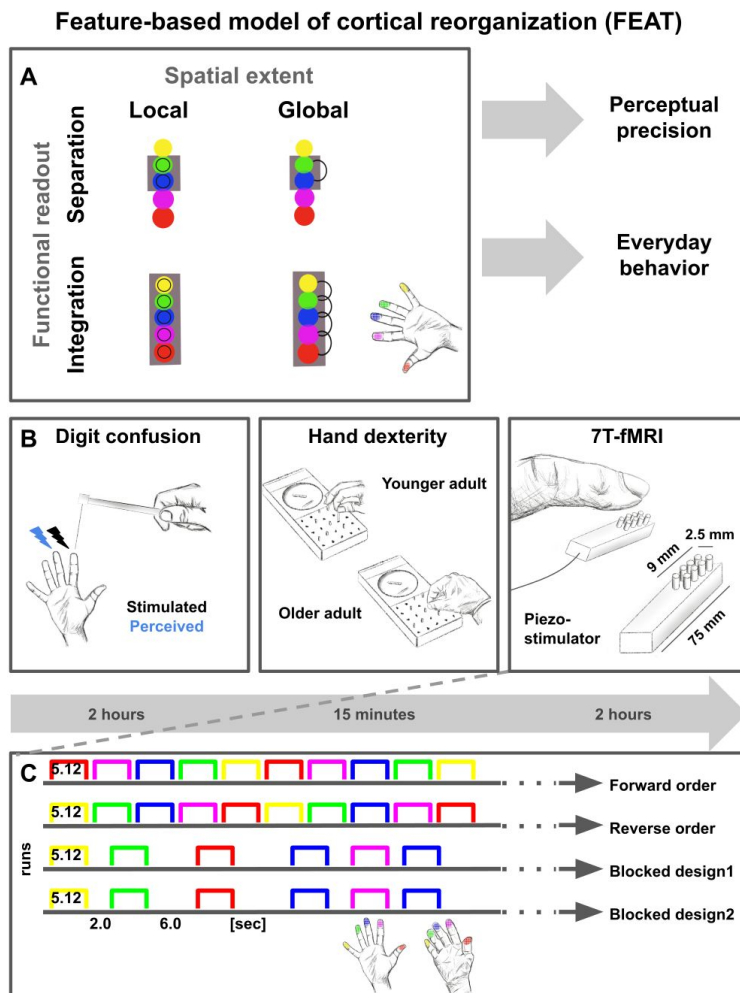 Feature-based model of cortical reorganization (FEAT)
A
Spatial extent
Local
Global
Functional readout
Separation
Integration
Perceptual
precision
Everyday
behavior
B
Digit confusion
Stimulated
Perceived
Hand dexterity
Younger adult
Older adult
7T-fMRI
2.5 mm
9 mm
75 mm
Piezo-
stimulator
2 hours
15 minutes
2 hours
C
runs
5.12
Forward order
5.12
Reverse order
5.12
Blocked design1
5.12
Blocked design2
2.0
6.0
[sec]